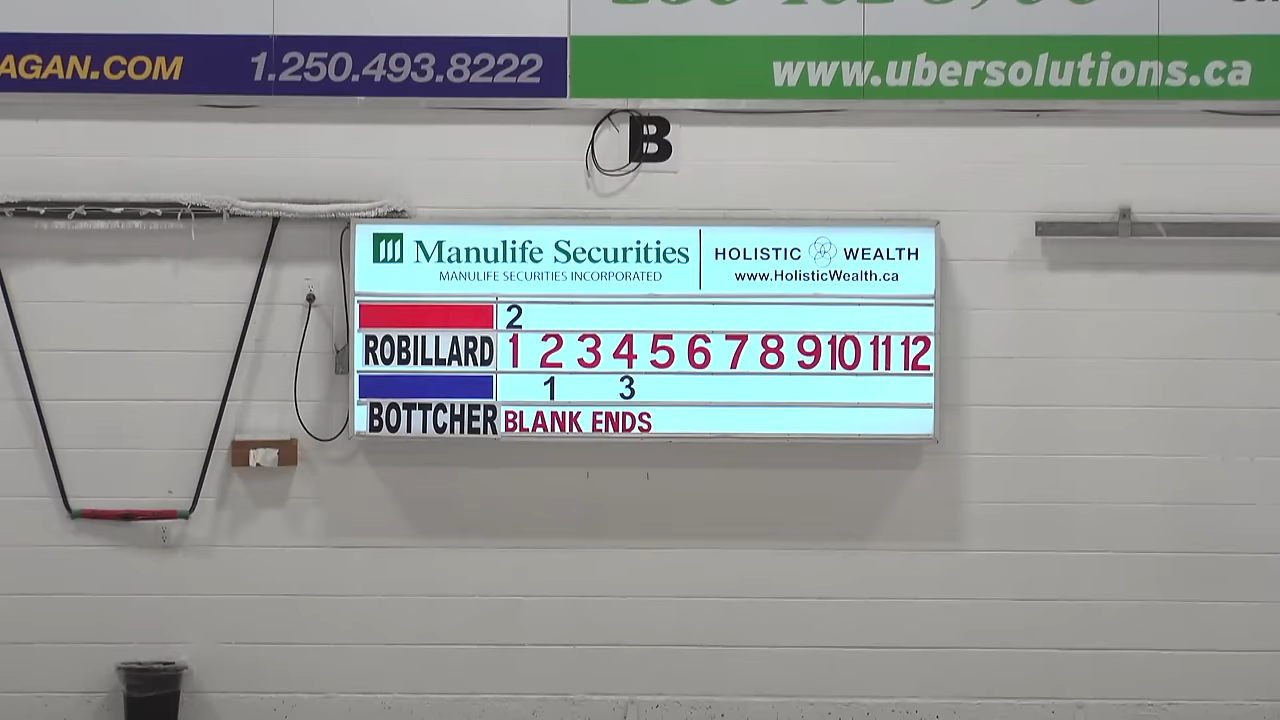 AGAN.COM
1.250.493.8222
www.ubersolutions.ca
B
Manulife Securities
MANULIFE SECURITIES INCORPORATED
HOLISTIC WEALTH
www.HolisticWealth.ca
2
ROBILLARD 1 2 3 4 5 6 7 8 9 10 11 12
1 3
BOTTCHER BLANK ENDS